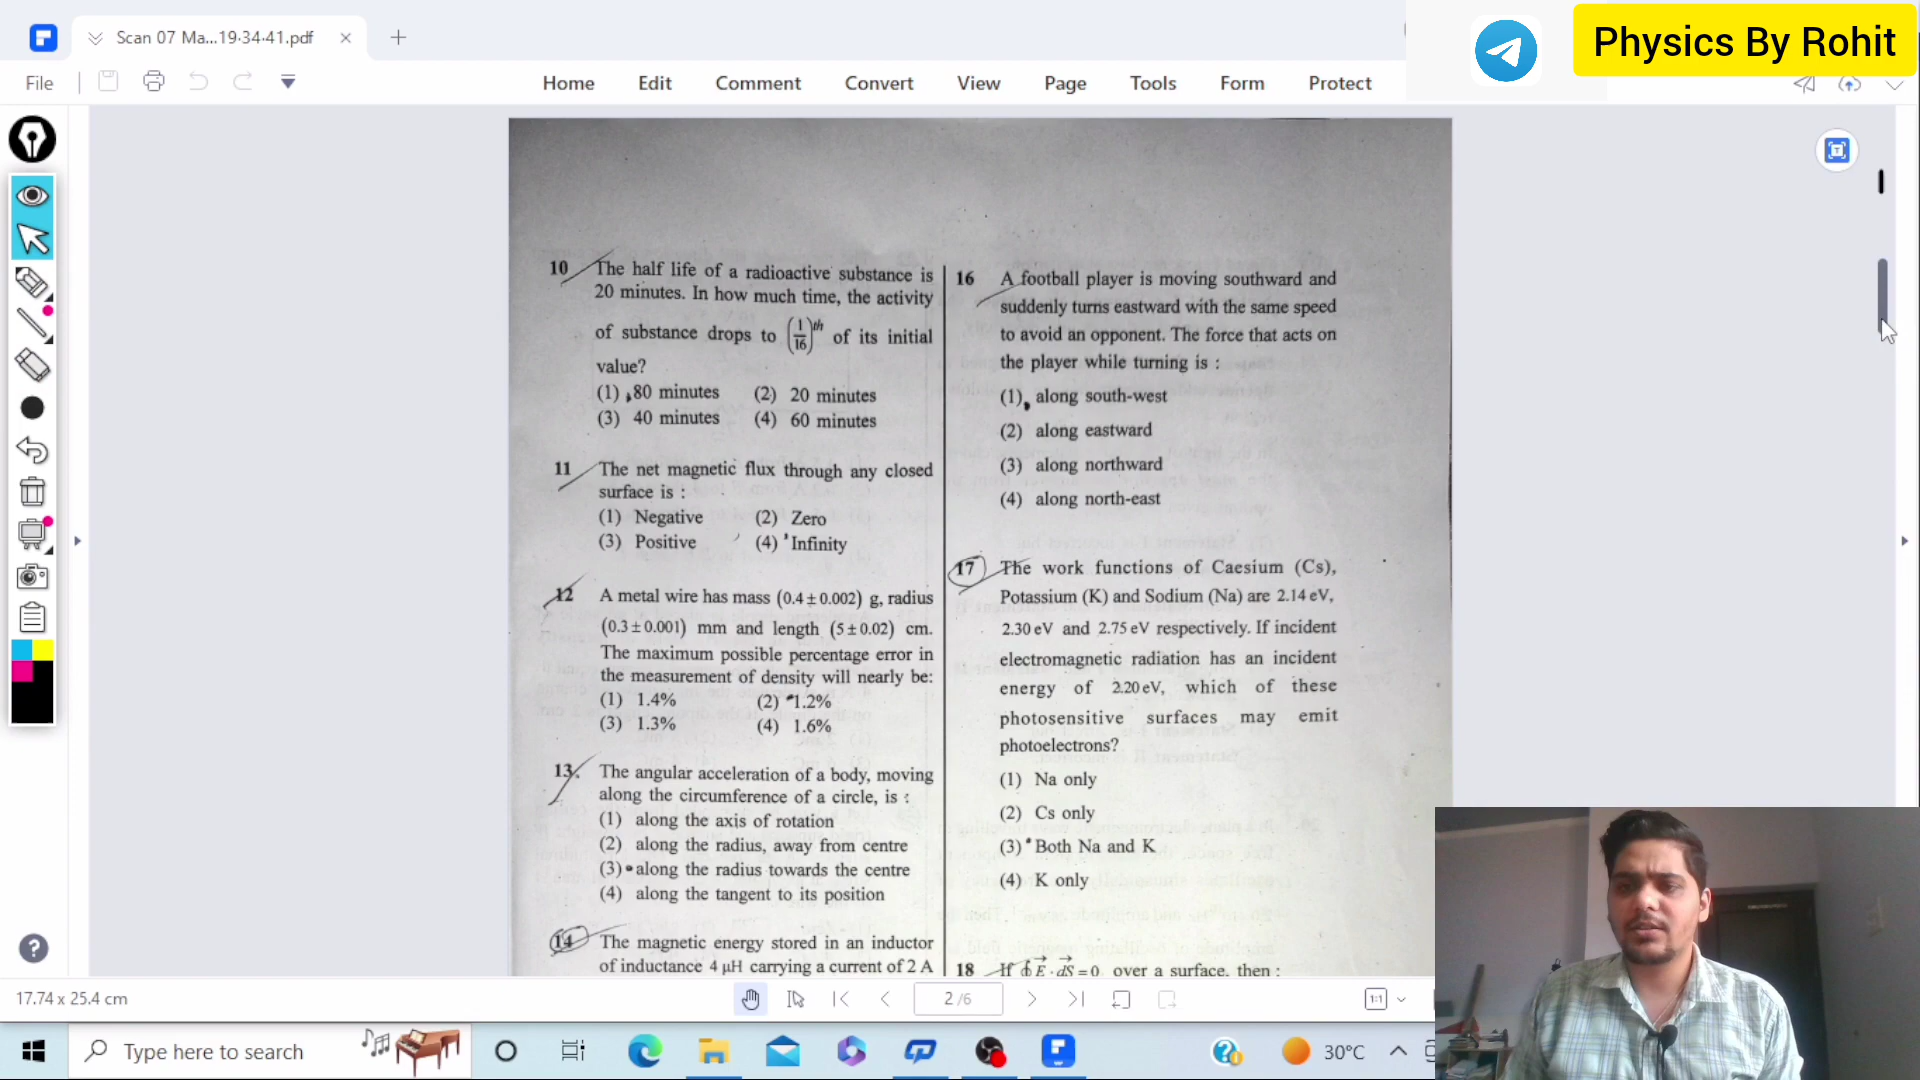 Scan 07 Ma...19·34·41.pdf
Physics By Rohit
File
Home Edit Comment Convert View Page Tools Form Protect
10 The half life of a radioactive substance is
20 minutes. In how much time, the activity
of substance drops to (1/16)th of its initial
value?
(1) 80 minutes (2) 20 minutes
(3) 40 minutes (4) 60 minutes
11 The net magnetic flux through any closed
surface is :
(1) Negative (2) Zero
(3) Positive (4) Infinity
12 A metal wire has mass (0.4 ± 0.002) g, radius
(0.3 ± 0.001) mm and length (5 ± 0.02) cm.
The maximum possible percentage error in
the measurement of density will nearly be:
(1) 1.4% (2) 1.2%
(3) 1.3% (4) 1.6%
13. The angular acceleration of a body, moving
along the circumference of a circle, is :
(1) along the axis of rotation
(2) along the radius, away from centre
(3) along the radius towards the centre
(4) along the tangent to its position
14 The magnetic energy stored in an inductor
of inductance 4 μH carrying a current of 2 A
16 A football player is moving southward and
suddenly turns eastward with the same speed
to avoid an opponent. The force that acts on
the player while turning is :
(1) along south-west
(2) along eastward
(3) along northward
(4) along north-east
17 The work functions of Caesium (Cs),
Potassium (K) and Sodium (Na) are 2.14 eV,
2.30 eV and 2.75 eV respectively. If incident
electromagnetic radiation has an incident
energy of 2.20 eV, which of these
photosensitive surfaces may emit
photoelectrons?
(1) Na only
(2) Cs only
(3) Both Na and K
(4) K only
18 If ∮E⃗·dS⃗ = 0 over a surface, then :
17.74 x 25.4 cm
2 /6
1:1
Type here to search
30°C